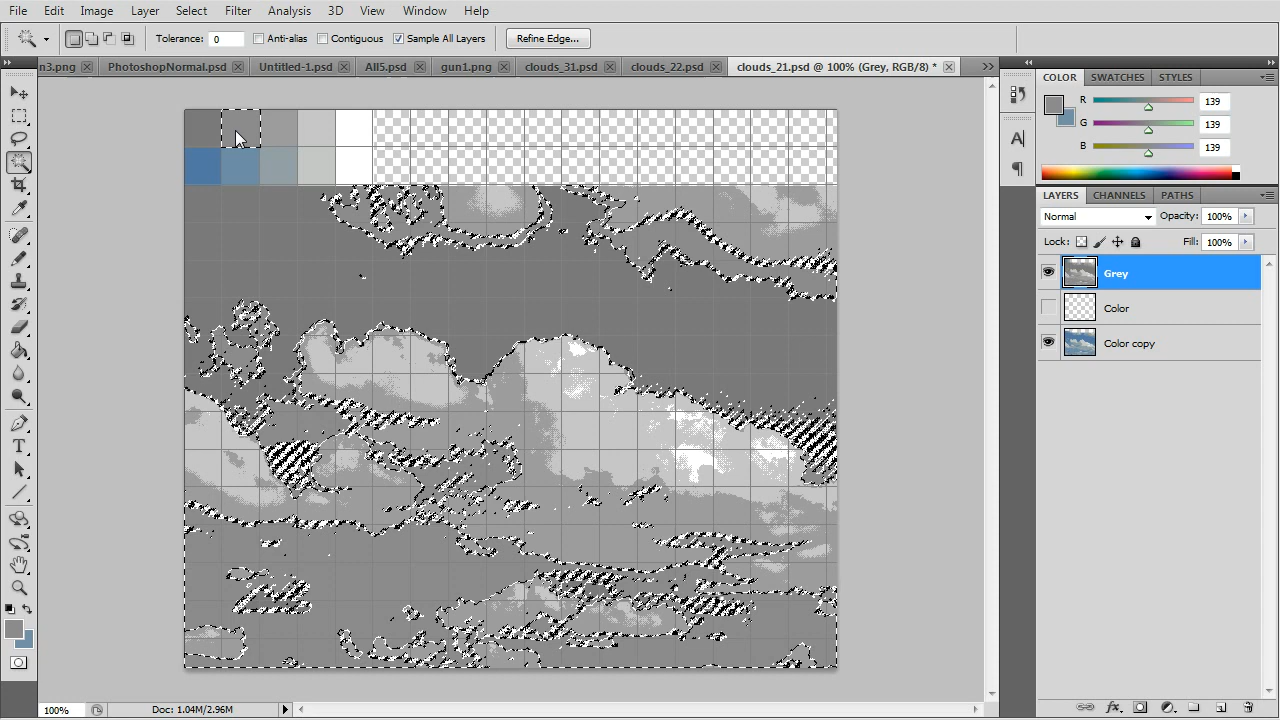 File Edit Image Layer Select Filter Analysis 3D View Window Help
Tolerance: 0 Anti-alias Contiguous Sample All Layers Refine Edge...
n3.png PhotoshopNormal.psd Untitled-1.psd All5.psd gun1.png clouds_31.psd clouds_22.psd clouds_21.psd @ 100% (Grey, RGB/8) *
COLOR SWATCHES STYLES
R 139
G 139
B 139
LAYERS CHANNELS PATHS
Normal Opacity: 100%
Lock: Fill: 100%
Grey
Color
Color copy
100% Doc: 1.04M/2.96M